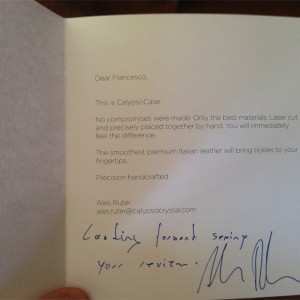 Dear Francesco,
This is CalypsoCase.
No compromises were made. Only the best materials. Laser cut
and precisely placed together by hand. You will immediately
feel the difference.
The smoothest premium Italian leather will bring tickles to your
fingertips.
Precision handcrafted
Ales Ruter
ales.ruter@calypsocrystal.com
Looking forward seeing
your review.